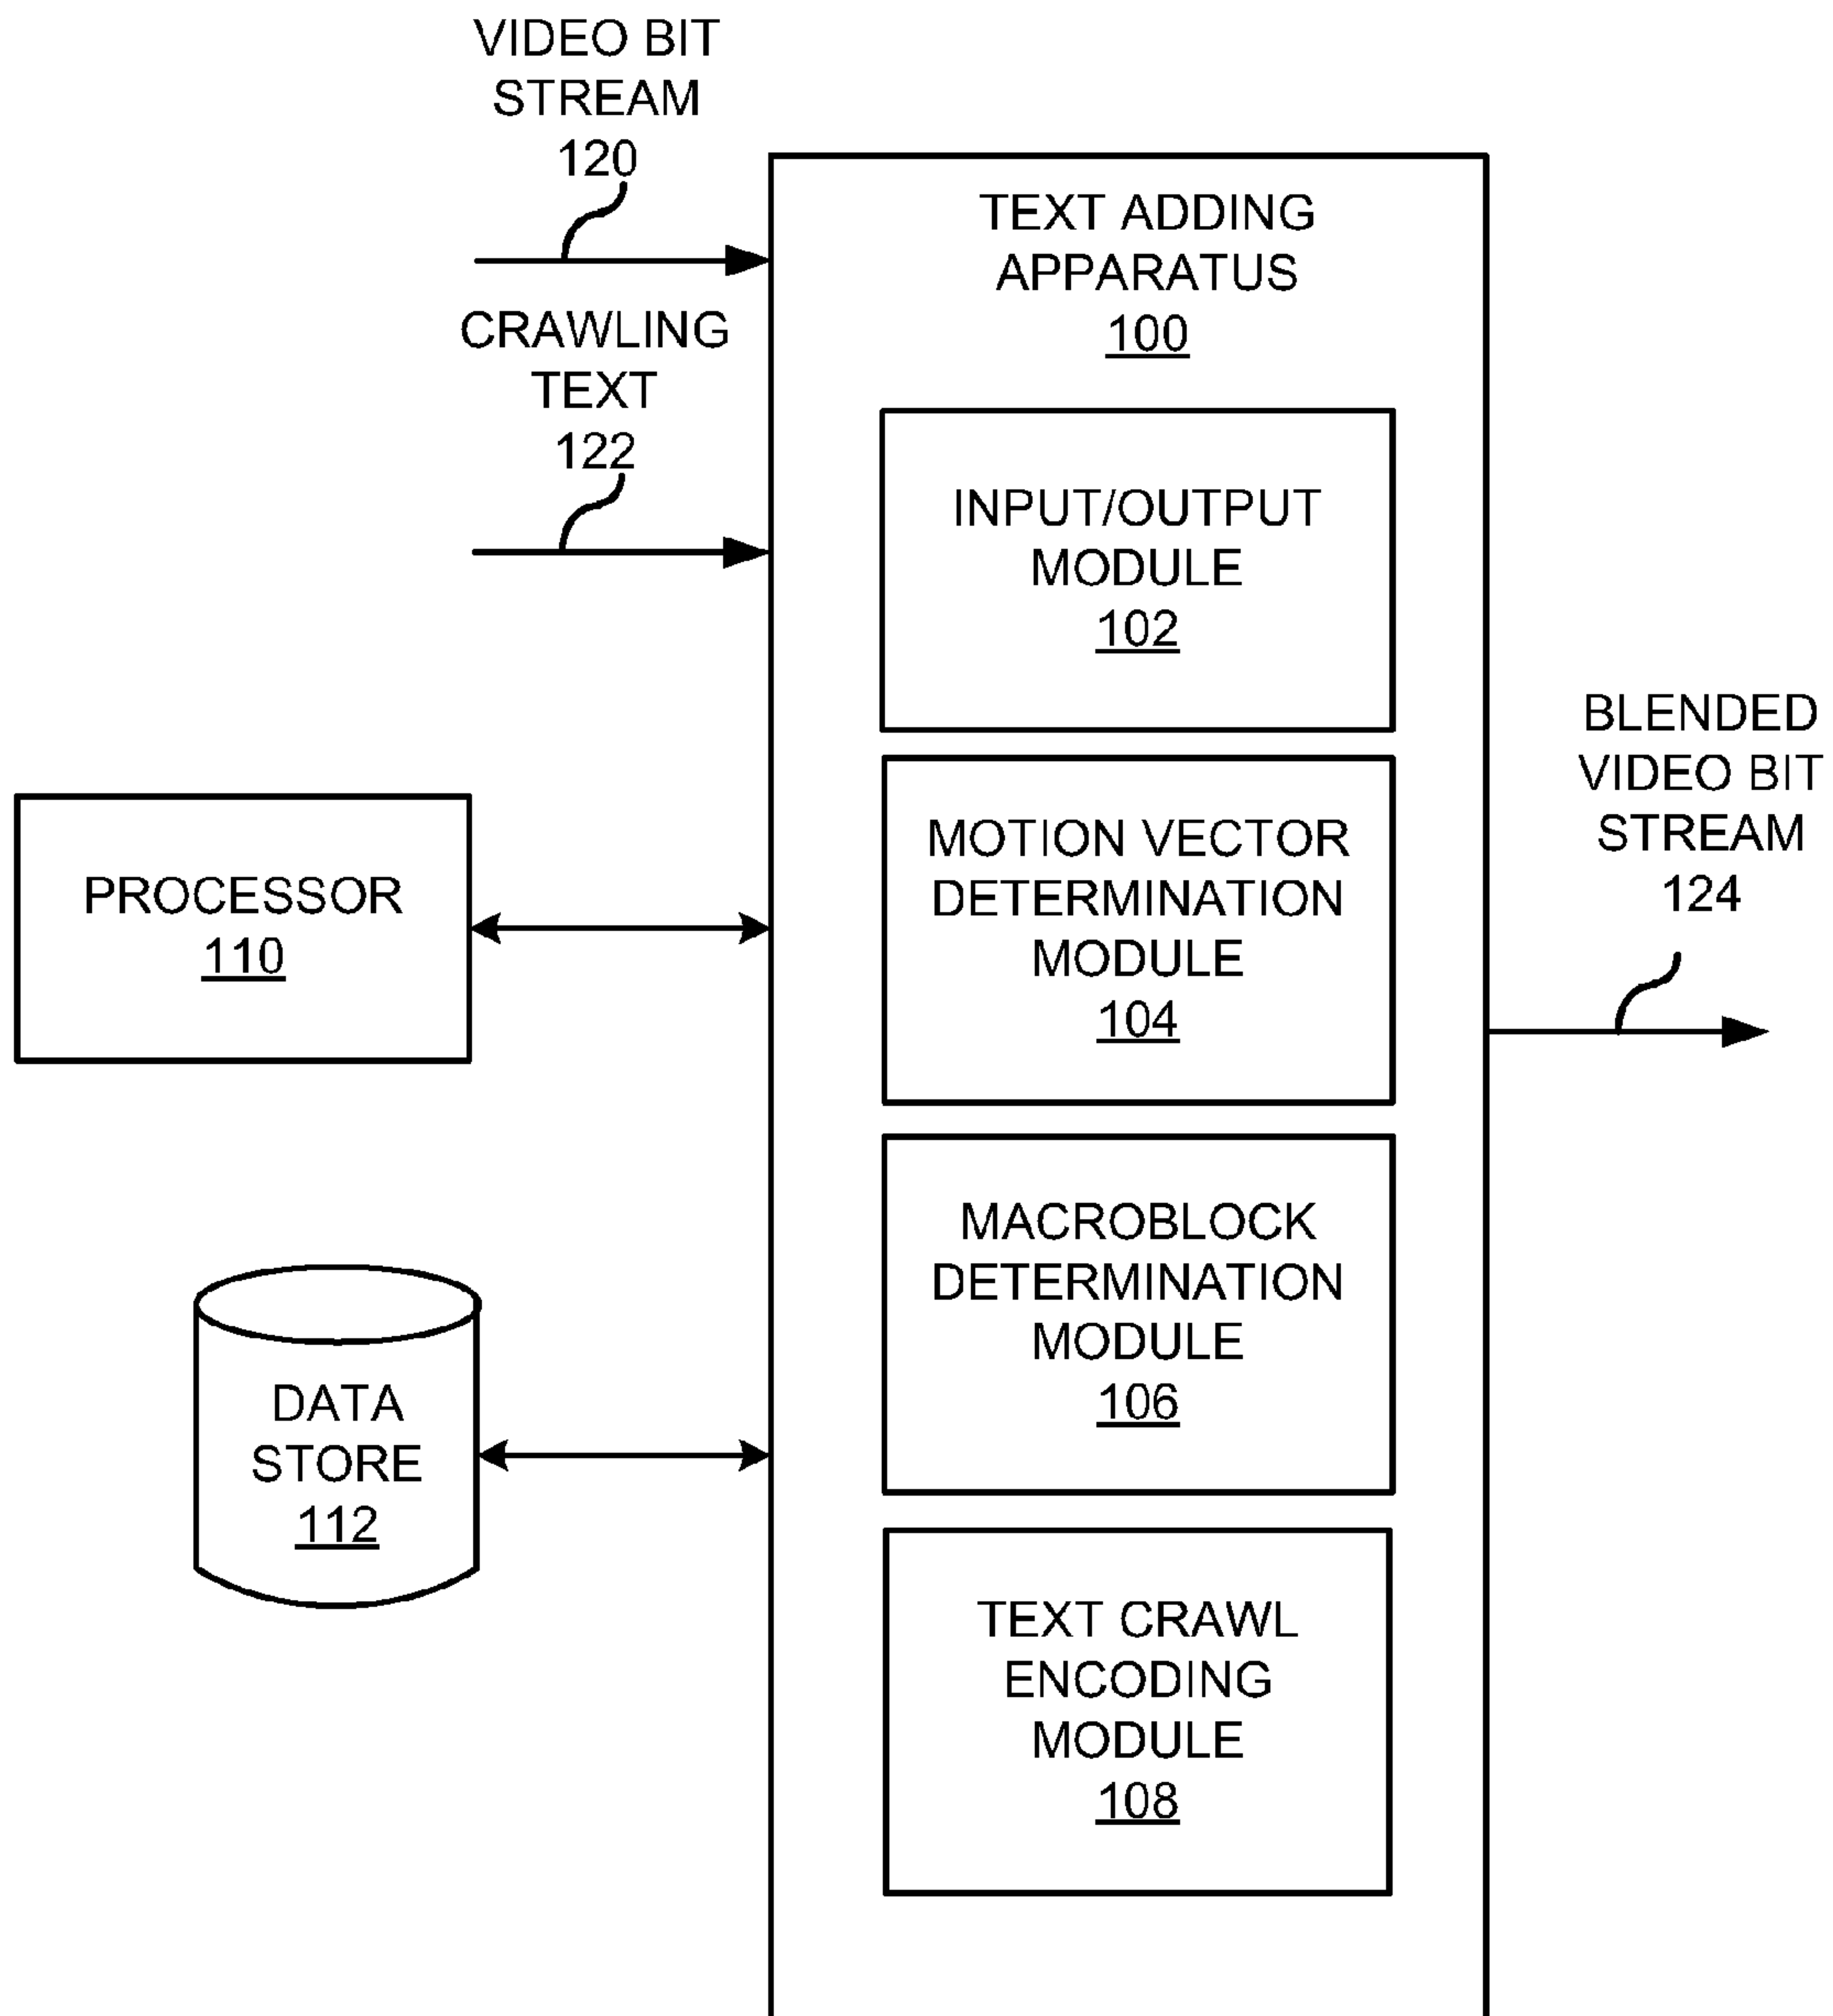 VIDEO BIT
STREAM
120
CRAWLING
TEXT
122
TEXT ADDING
APPARATUS
100
INPUT/OUTPUT
MODULE
102
MOTION VECTOR
DETERMINATION
MODULE
104
MACROBLOCK
DETERMINATION
MODULE
106
TEXT CRAWL
ENCODING
MODULE
108
PROCESSOR
110
DATA
STORE
112
BLENDED
VIDEO BIT
STREAM
124